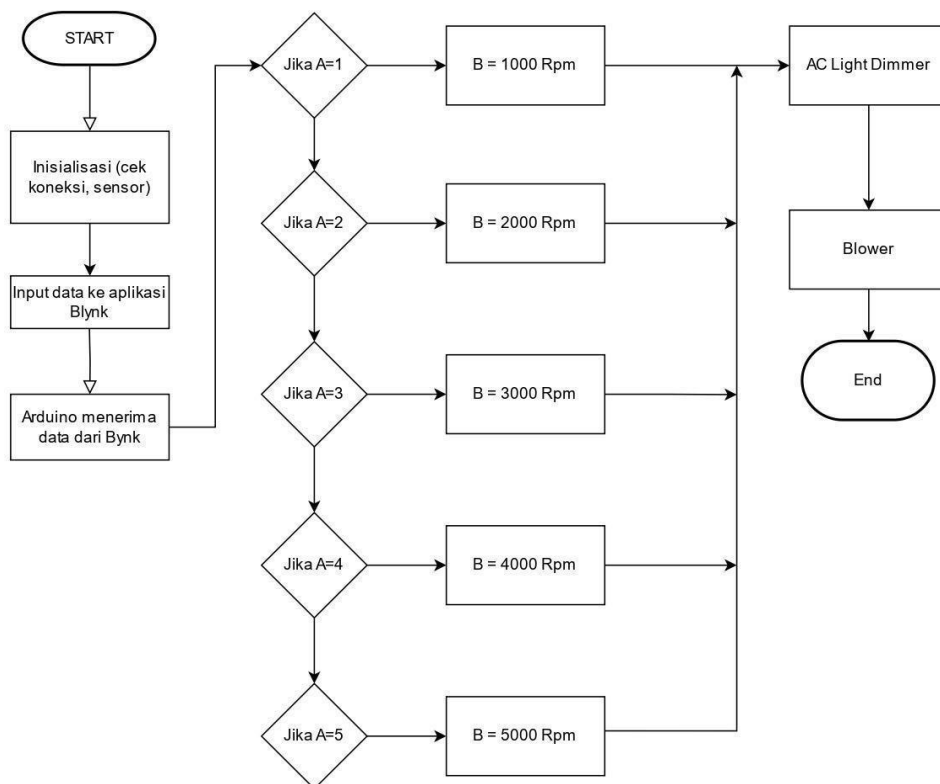 START
Inisialisasi (cek
koneksi, sensor)
Input data ke aplikasi
Blynk
Arduino menerima
data dari Bynk
Jika A=1
B = 1000 Rpm
Jika A=2
B = 2000 Rpm
Jika A=3
B = 3000 Rpm
Jika A=4
B = 4000 Rpm
Jika A=5
B = 5000 Rpm
AC Light Dimmer
Blower
End